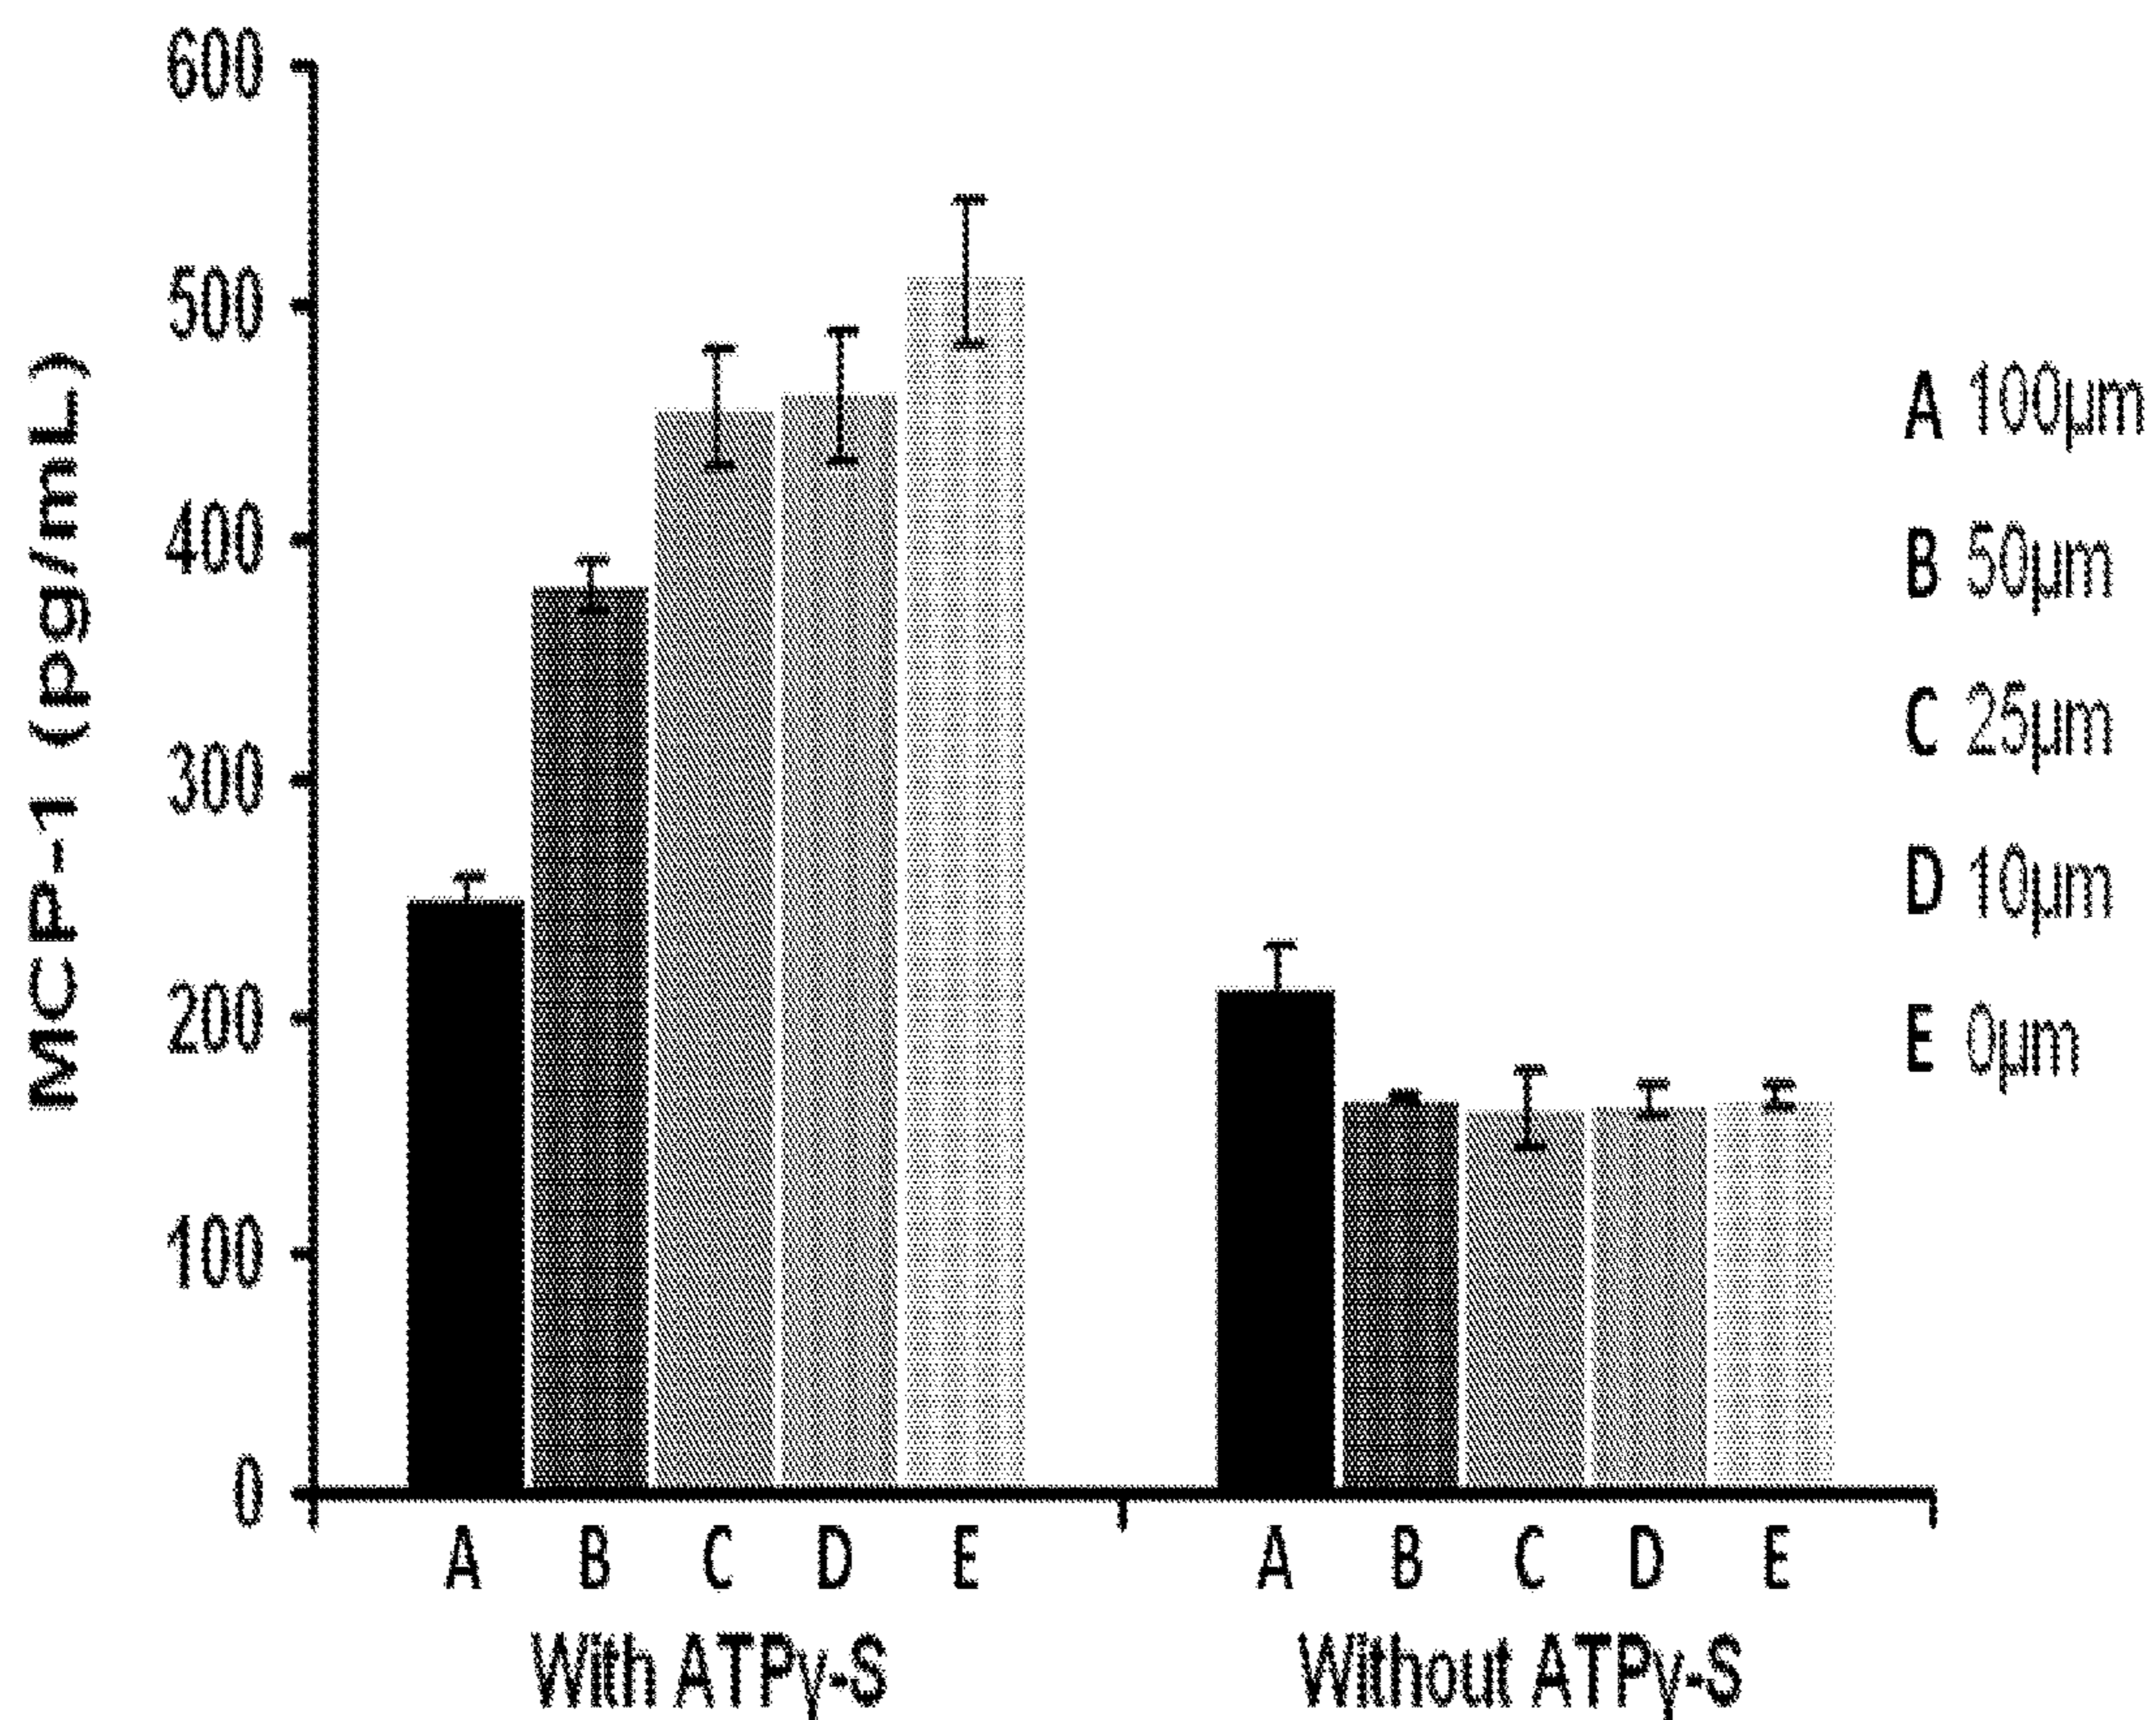 MCP-1 (pg/mL)
600
500
400
300
200
100
0
A B C D E
With ATPγ-S
A B C D E
Without ATPγ-S
A 100µm
B 50µm
C 25µm
D 10µm
E 0µm